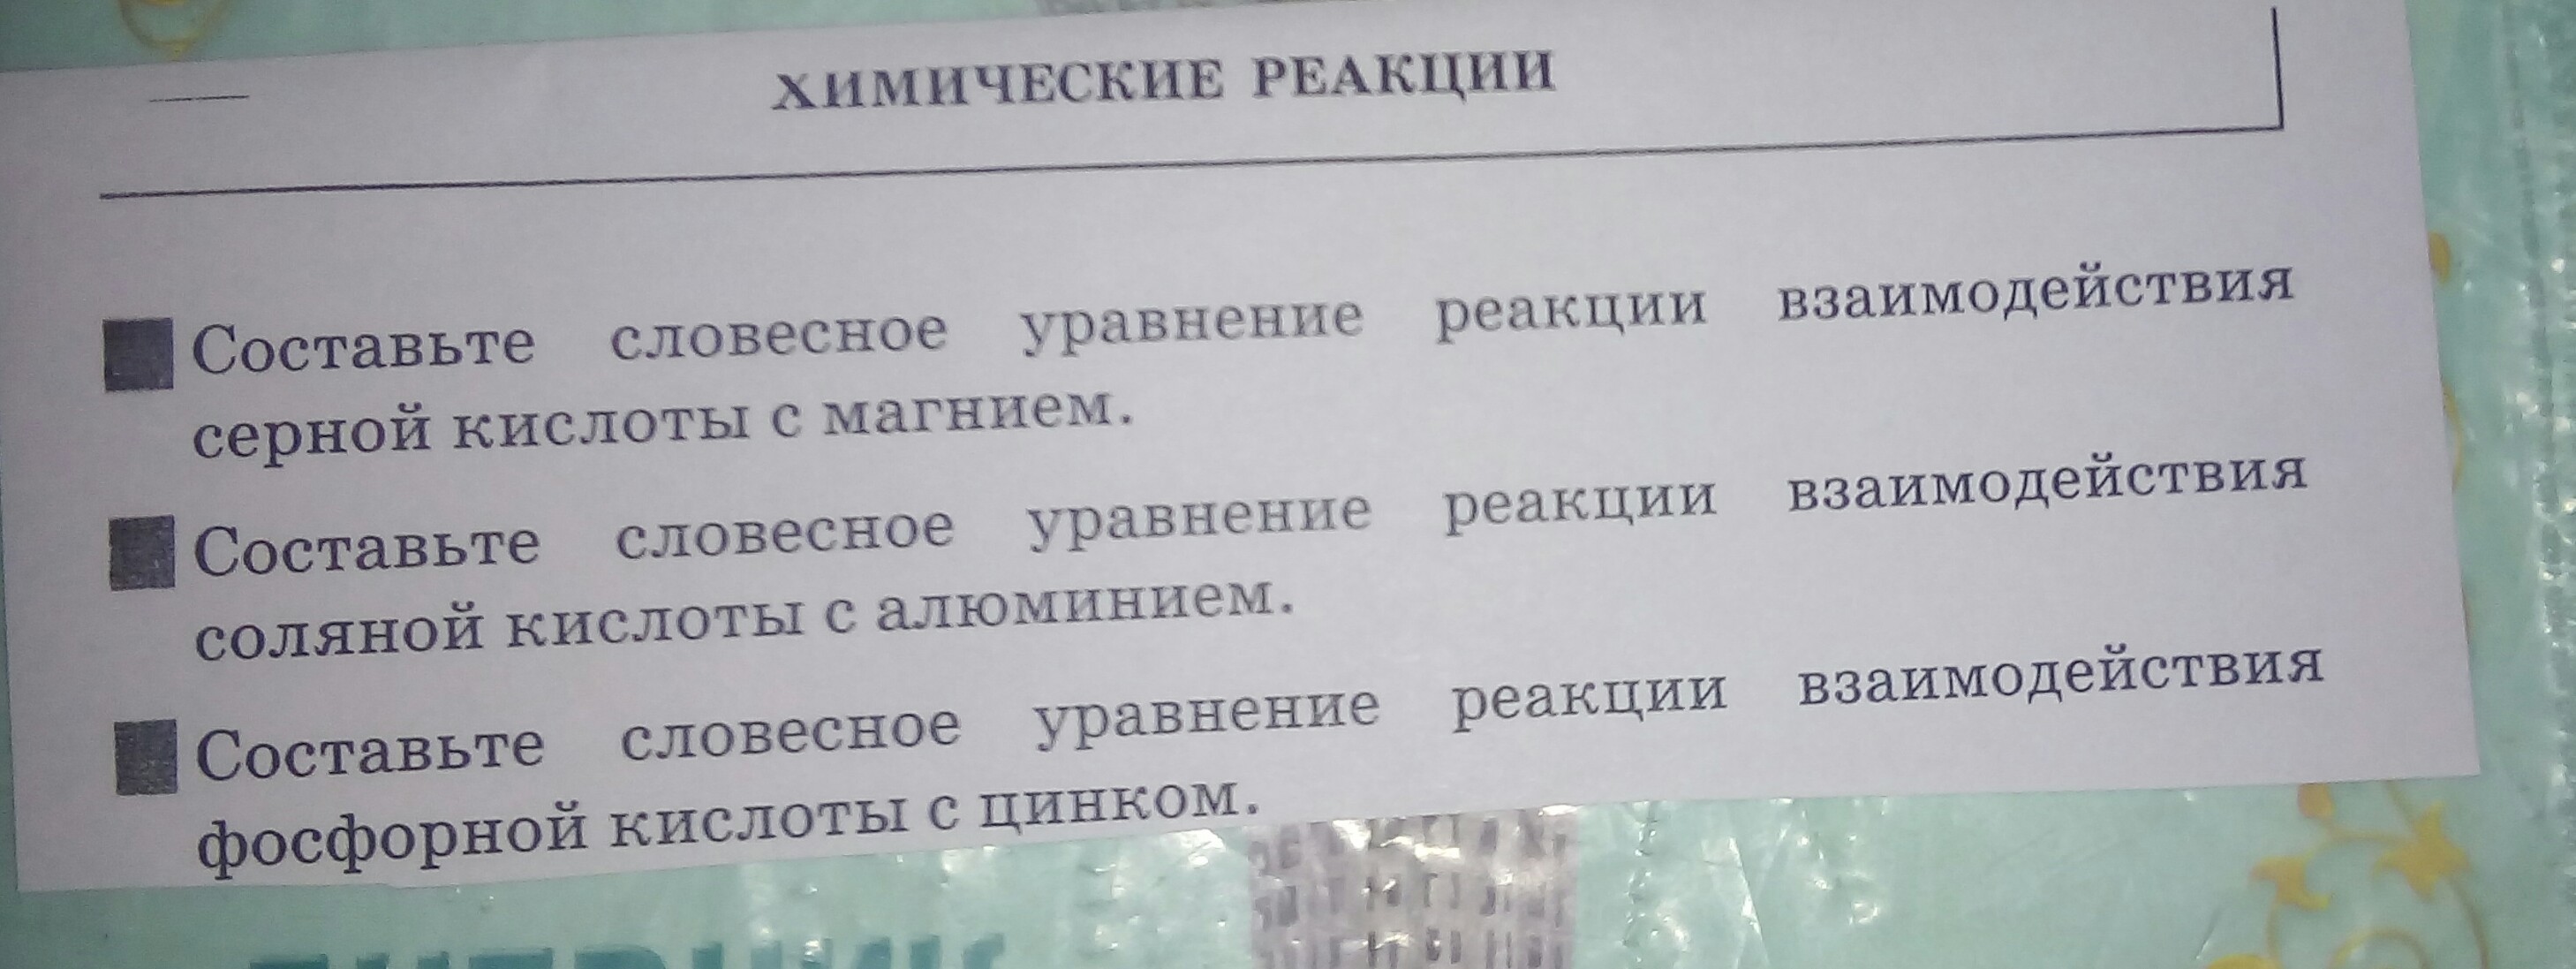 ХИМИЧЕСКИЕ РЕАКЦИИ
Составьте словесное уравнение реакции взаимодействия
серной кислоты с магнием.
Составьте словесное уравнение реакции взаимодействия
соляной кислоты с алюминием.
Составьте словесное уравнение реакции взаимодействия
фосфорной кислоты с цинком.